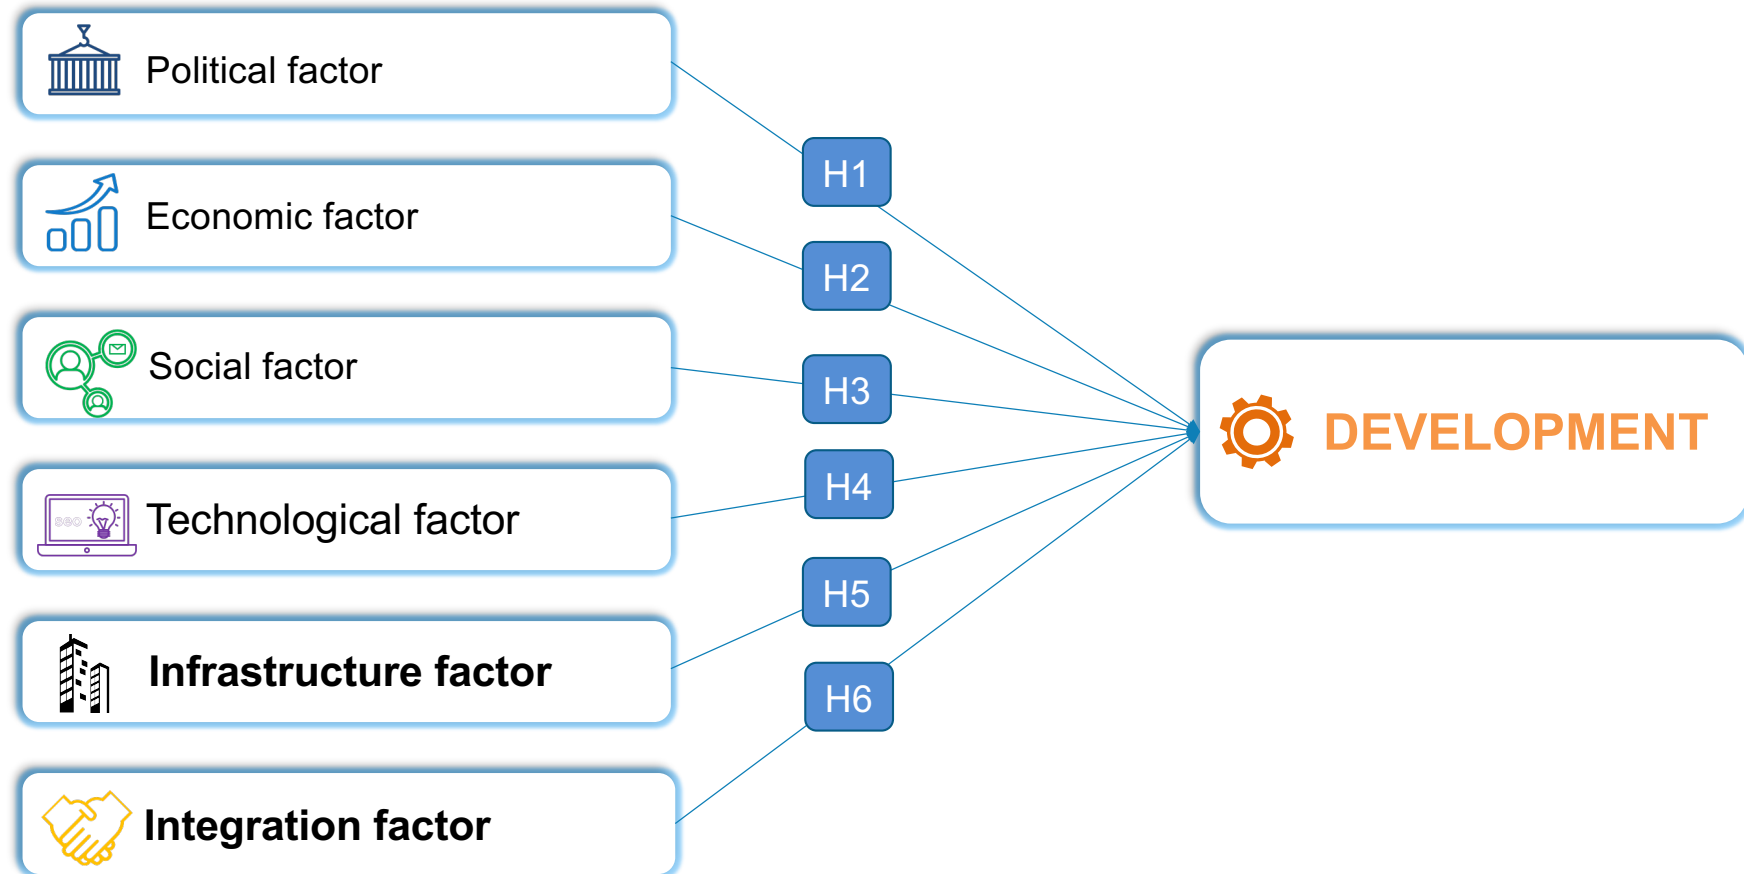 Political factor
H1
Economic factor
H2
Social factor
H3
DEVELOPMENT
seo
Technological factor
H4
Infrastructure factor
H5
Integration factor
H6